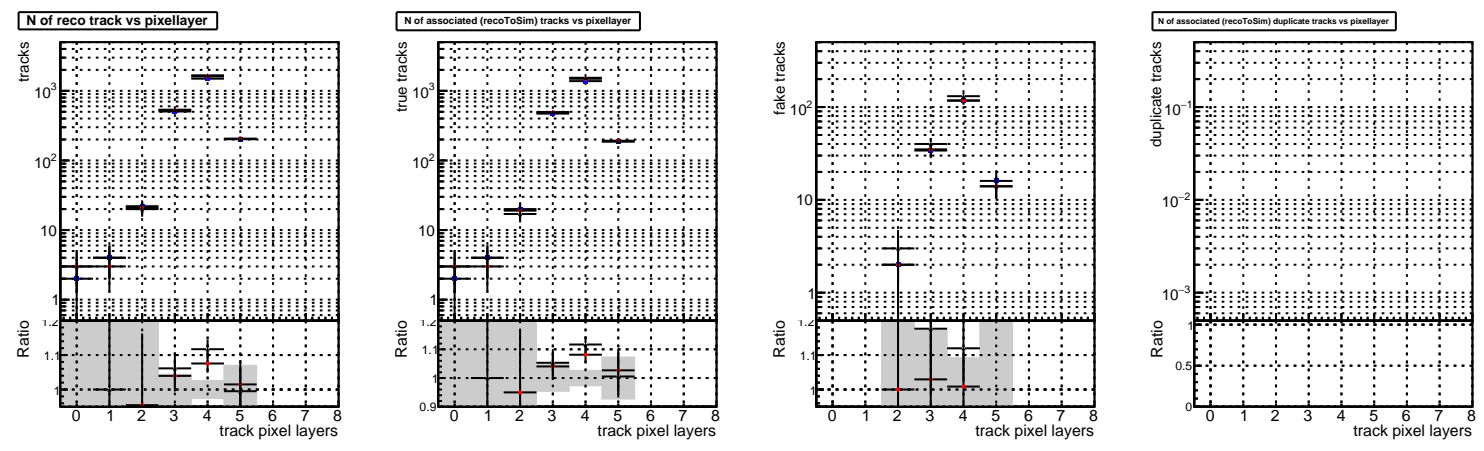 N of reco track vs pixellayer
tracks
10³
10²
10
1
Ratio
1.2
1.1
1
0 1 2 3 4 5 6 7 8
track pixel layers
N of associated (recoToSim) tracks vs pixellayer
true tracks
10³
10²
10
1
Ratio
1.2
1.1
1
0.9
0 1 2 3 4 5 6 7 8
track pixel layers
fake tracks
10²
10
1
Ratio
1.2
1.1
1
0 1 2 3 4 5 6 7 8
track pixel layers
N of associated (recoToSim) duplicate tracks vs pixellayer
duplicate tracks
10⁻¹
10⁻²
10⁻³
Ratio
1
0.5
0
0 1 2 3 4 5 6 7 8
track pixel layers